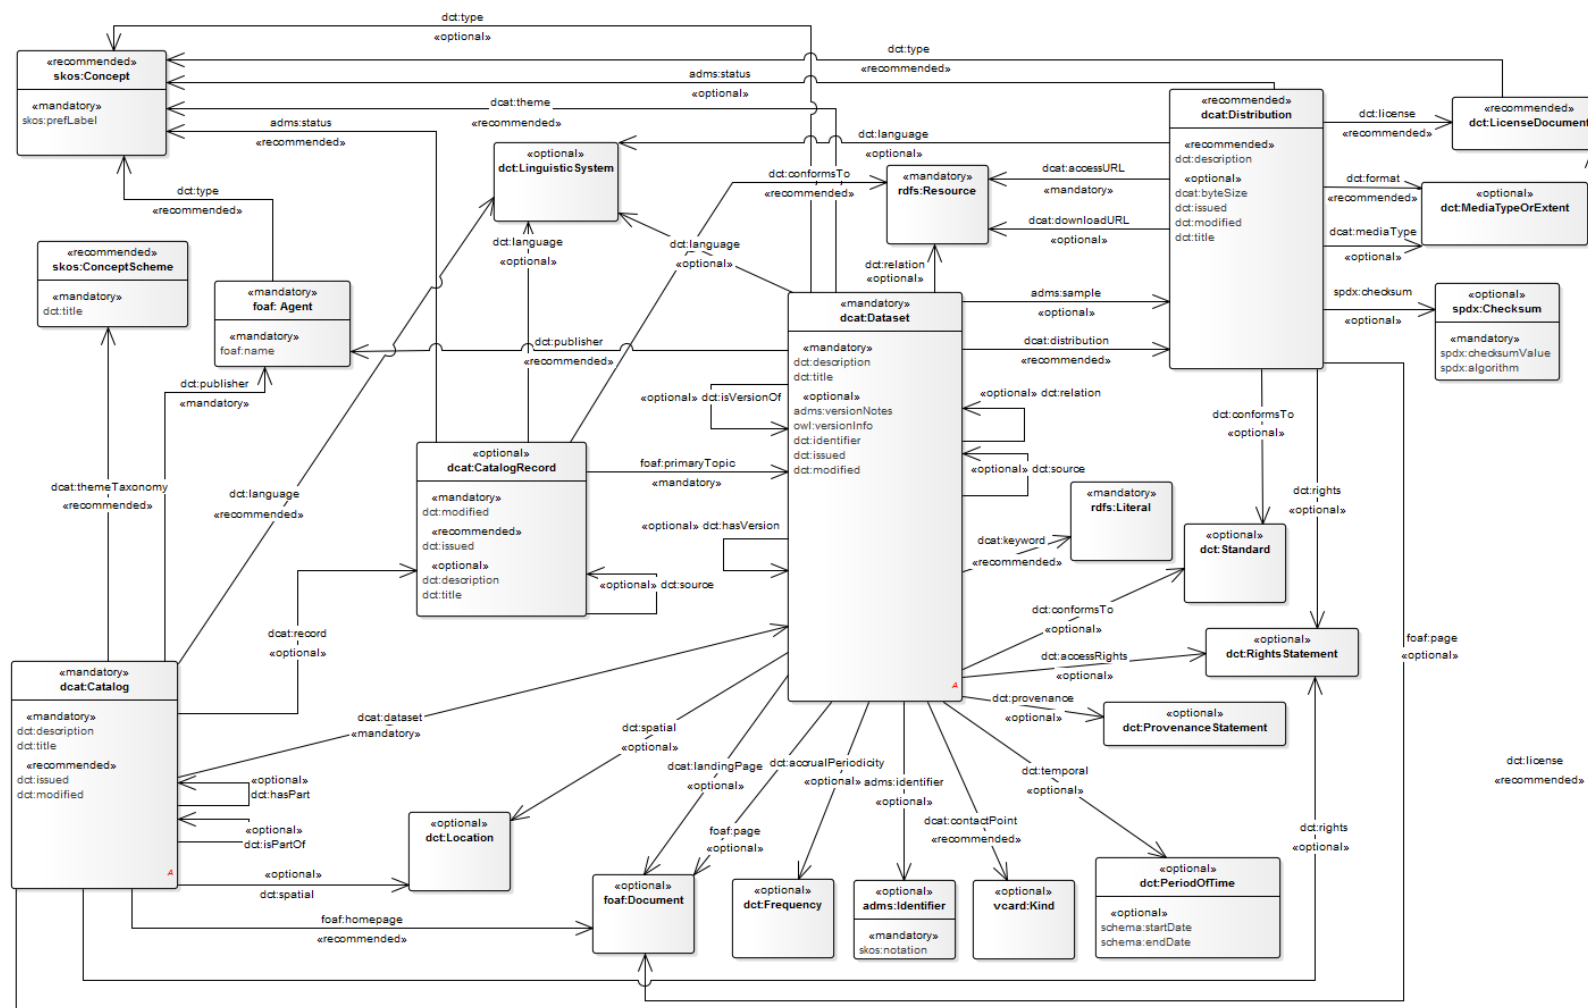 dct:type
«optional»
«recommended»
skos:Concept
«mandatory»
skos:prefLabel
dct:type
«recommended»
adms:status
«optional»
dcat:theme
«recommended»
adms:status
«recommended»
«recommended»
dcat:Distribution
«recommended»
dct:description
«optional»
dcat:byteSize
dct:issued
dct:modified
dct:title
dct:license
«recommended»
«recommended»
dct:LicenseDocument
dct:language
«optional»
«optional»
dct:LinguisticSystem
dct:conformsTo
«recommended»
«mandatory»
rdfs:Resource
dcat:accessURL
«mandatory»
dcat:downloadURL
«optional»
dct:format
«recommended»
«optional»
dct:MediaTypeOrExtent
dcat:mediaType
«optional»
dct:type
«recommended»
«recommended»
skos:ConceptScheme
«mandatory»
dct:title
«mandatory»
foaf: Agent
«mandatory»
foaf:name
dct:language
«optional»
dct:language
«optional»
dct:relation
«optional»
spdx:checksum
«optional»
«optional»
spdx:Checksum
«mandatory»
spdx:checksumValue
spdx:algorithm
adms:sample
«optional»
dcat:distribution
«recommended»
«mandatory»
dcat:Dataset
«mandatory»
dct:description
dct:title
«optional»
adms:versionNotes
owl:versionInfo
dct:identifier
dct:issued
dct:modified
A
dct:publisher
«recommended»
dct:publisher
«mandatory»
«optional» dct:isVersionOf
«optional» dct:relation
«optional» dct:source
dct:conformsTo
«optional»
«optional»
dcat:CatalogRecord
«mandatory»
dct:modified
«recommended»
dct:issued
«optional»
dct:description
dct:title
foaf:primaryTopic
«mandatory»
«optional» dct:hasVersion
«optional» dct:source
dcat:themeTaxonomy
«recommended»
dct:language
«recommended»
«mandatory»
rdfs:Literal
dcat:keyword
«recommended»
dct:rights
«optional»
«optional»
dct:Standard
dct:conformsTo
«optional»
dct:accessRights
«optional»
«optional»
dct:RightsStatement
foaf:page
«optional»
dcat:record
«optional»
«mandatory»
dcat:Catalog
«mandatory»
dct:description
dct:title
«recommended»
dct:issued
dct:modified
A
«optional»
dct:hasPart
«optional»
dct:isPartOf
dcat:dataset
«mandatory»
dct:provenance
«optional»
«optional»
dct:ProvenanceStatement
dct:spatial
«optional»
dcat:landingPage
«optional»
dct:accrualPeriodicity
«optional»
adms:identifier
«optional»
dct:temporal
«optional»
dct:license
«recommended»
foaf:page
«optional»
dcat:contactPoint
«recommended»
dct:rights
«optional»
«optional»
dct:Location
«optional»
dct:spatial
foaf:homepage
«recommended»
«optional»
foaf:Document
«optional»
dct:Frequency
«optional»
adms:Identifier
«mandatory»
skos:notation
«optional»
vcard:Kind
«optional»
dct:PeriodOfTime
«optional»
schema:startDate
schema:endDate